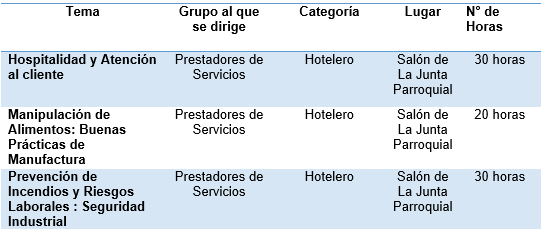 Tema Grupo al que Categoría Lugar N° de
se dirige Horas
Hospitalidad y Atención Prestadores de Hotelero Salón de 30 horas
al cliente Servicios La Junta
Parroquial
Manipulación de Prestadores de Hotelero Salón de 20 horas
Alimentos: Buenas Servicios La Junta
Prácticas de Parroquial
Manufactura
Prevención de Prestadores de Hotelero Salón de 30 horas
Incendios y Riesgos Servicios La Junta
Laborales : Seguridad Parroquial
Industrial